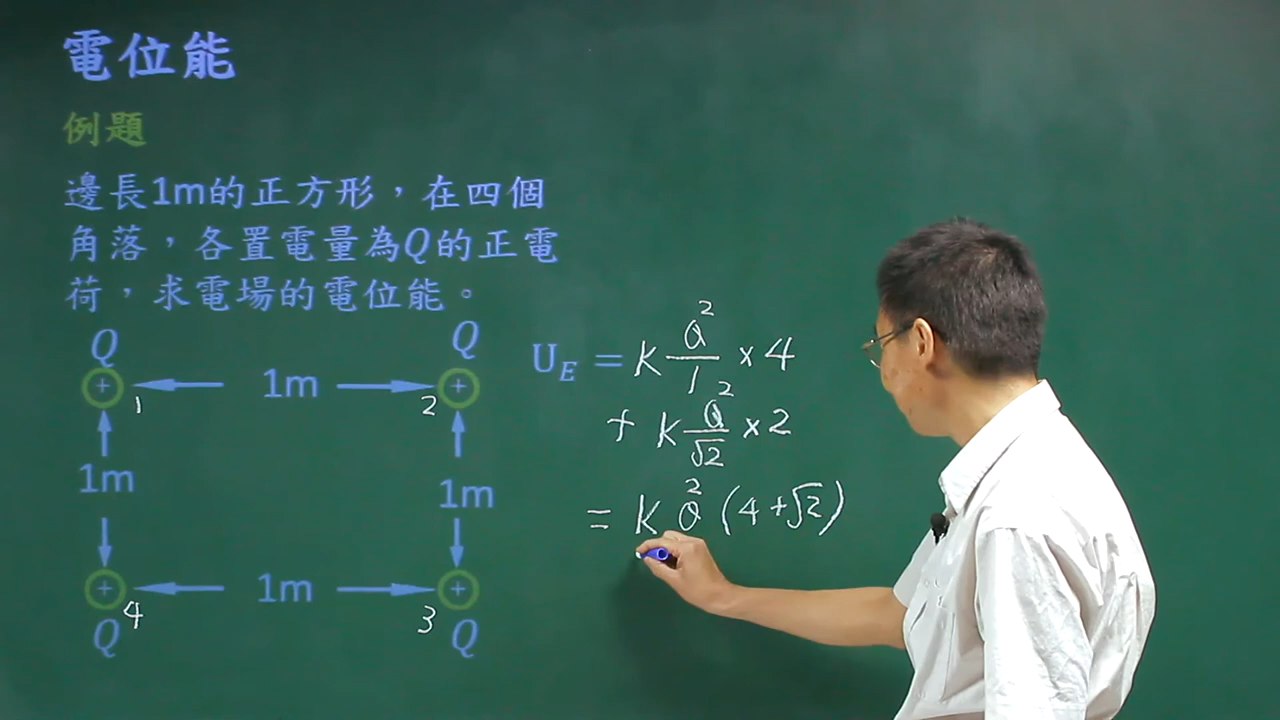 電位能
例題
邊長1m的正方形，在四個
角落，各置電量為Q的正電
荷，求電場的電位能。
Q Q
1m
1 2
1m 1m
1m
4 3
Q Q
U_E = K Q²/1 × 4
+ K Q²/√2 × 2
= K Q² (4+√2)